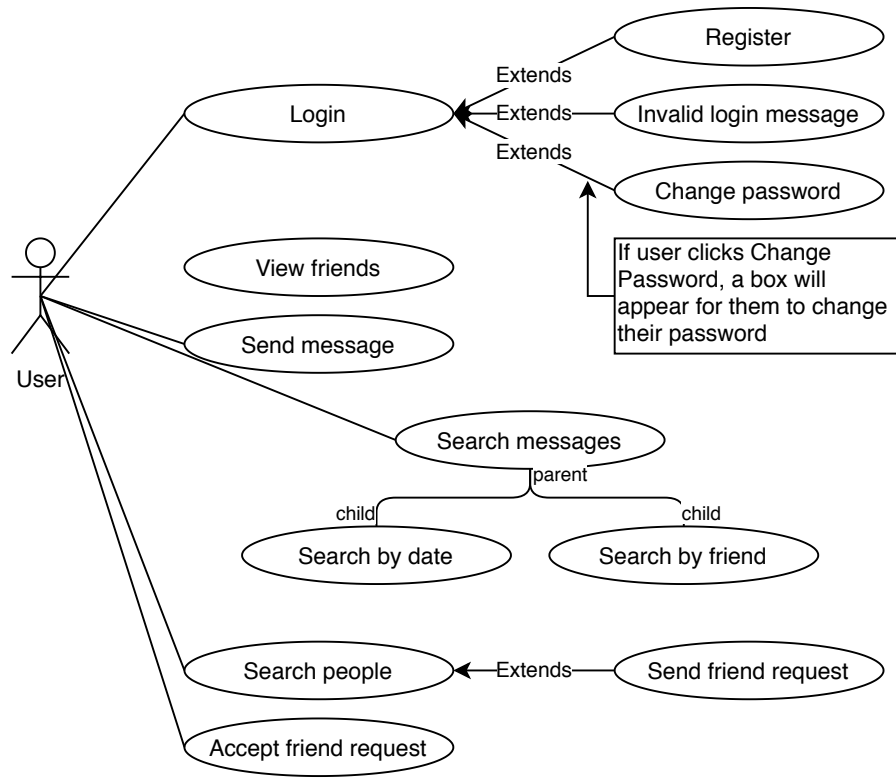 Register
Extends
Login
Extends
Invalid login message
Extends
Change password
If user clicks Change
Password, a box will
appear for them to change
their password
View friends
Send message
User
Search messages
parent
child
child
Search by date
Search by friend
Search people
Extends
Send friend request
Accept friend request